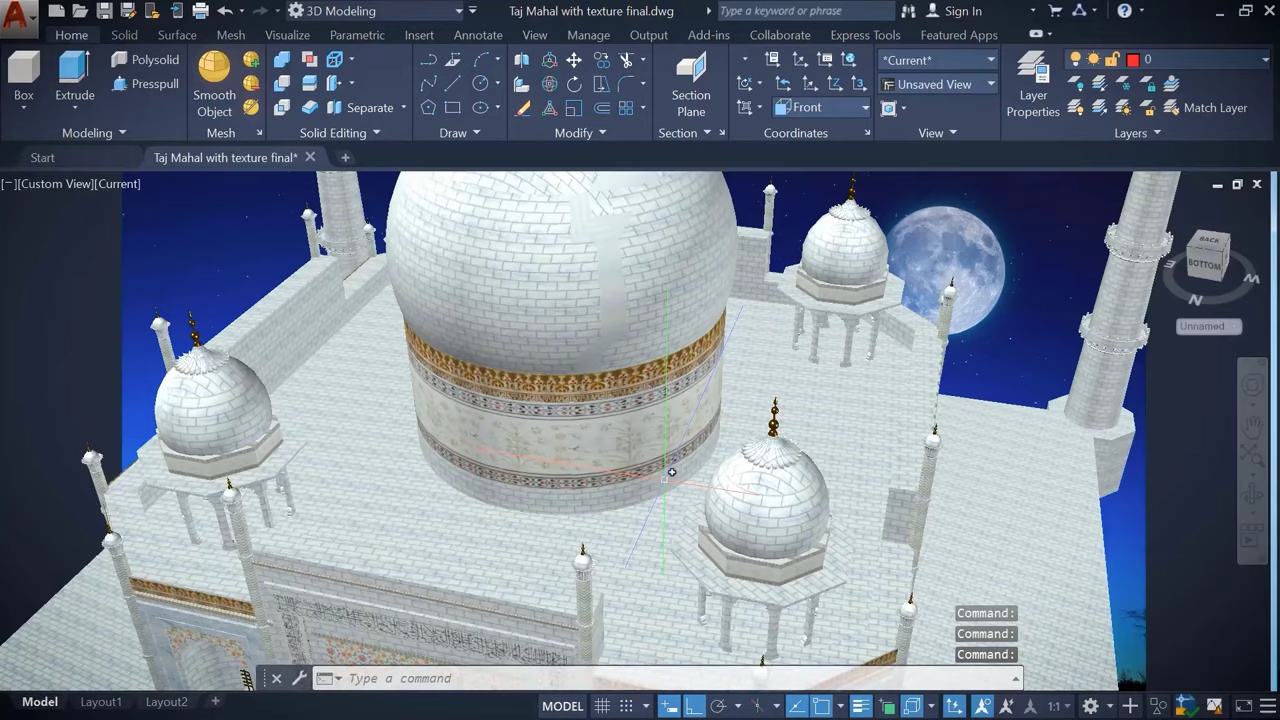 A 3D Modeling Taj Mahal with texture final.dwg Type a keyword or phrase Sign In ?
Home Solid Surface Mesh Visualize Parametric Insert Annotate View Manage Output Add-ins Collaborate Express Tools Featured Apps
Polysolid
Presspull
Box Extrude Smooth Object Separate Section Plane Front *Current* Unsaved View Layer Properties 0 Match Layer
Modeling Mesh Solid Editing Draw Modify Section Coordinates View Layers
Start Taj Mahal with texture final* +
[−][Custom View][Current]
BACK
BOTTOM
E
N
W
Unnamed
Command:
Command:
Command:
Type a command
Model Layout1 Layout2 + MODEL 1:1